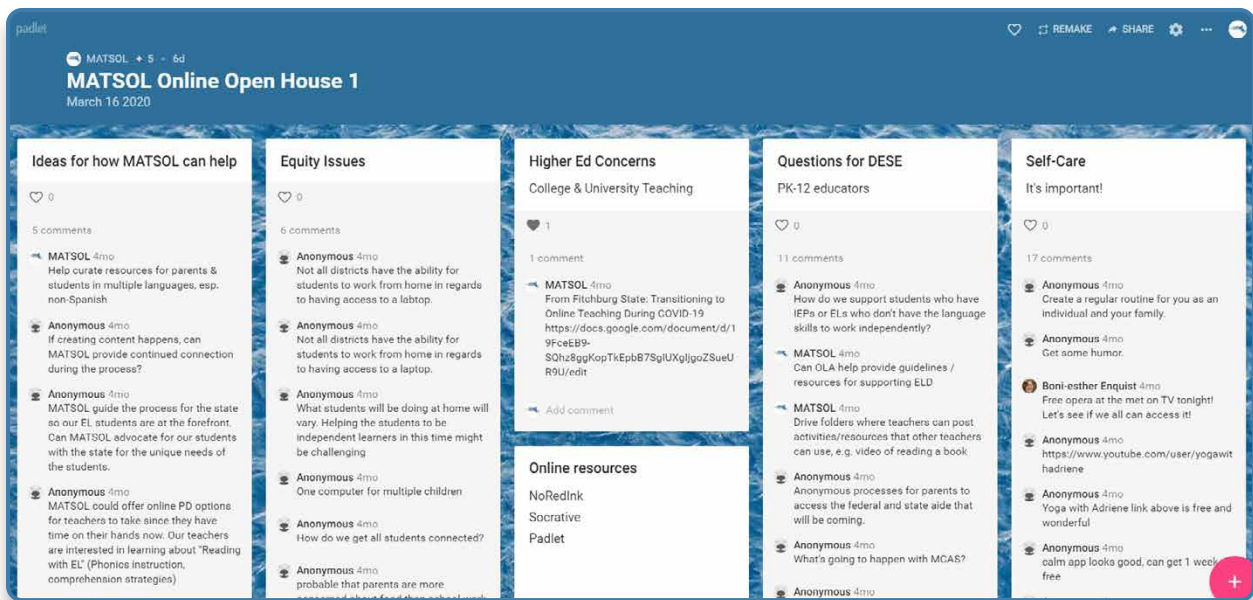 padlet
REMAKE
SHARE
MATSOL + 5 • 6d
MATSOL Online Open House 1
March 16 2020
Ideas for how MATSOL can help
0
5 comments
MATSOL 4mo
Help curate resources for parents &
students in multiple languages, esp.
non-Spanish
Anonymous 4mo
If creating content happens, can
MATSOL provide continued connection
during the process?
Anonymous 4mo
MATSOL guide the process for the state
so our EL students are at the forefront.
Can MATSOL advocate for our students
with the state for the unique needs of
the students.
Anonymous 4mo
MATSOL could offer online PD options
for teachers to take since they have
time on their hands now. Our teachers
are interested in learning about "Reading
with EL" (Phonics instruction,
comprehension strategies)
Equity Issues
0
6 comments
Anonymous 4mo
Not all districts have the ability for
students to work from home in regards
to having access to a labtop.
Anonymous 4mo
Not all districts have the ability for
students to work from home in regards
to having access to a laptop.
Anonymous 4mo
What students will be doing at home will
vary. Helping the students to be
independent learners in this time might
be challenging
Anonymous 4mo
One computer for multiple children
Anonymous 4mo
How do we get all students connected?
Anonymous 4mo
probable that parents are more
concerned about food than school work
Higher Ed Concerns
College & University Teaching
1
1 comment
MATSOL 4mo
From Fitchburg State: Transitioning to
Online Teaching During COVID-19
https://docs.google.com/document/d/1
9FceEB9-
SQhz8ggKopTkEpbB7SglUXgljgoZSueU
R9U/edit
Add comment
Online resources
NoRedInk
Socrative
Padlet
Questions for DESE
PK-12 educators
0
11 comments
Anonymous 4mo
How do we support students who have
IEPs or ELs who don't have the language
skills to work independently?
MATSOL 4mo
Can OLA help provide guidelines /
resources for supporting ELD
MATSOL 4mo
Drive folders where teachers can post
activities/resources that other teachers
can use, e.g. video of reading a book
Anonymous 4mo
Anonymous processes for parents to
access the federal and state aide that
will be coming.
Anonymous 4mo
What's going to happen with MCAS?
Anonymous 4mo
Self-Care
It's important!
0
17 comments
Anonymous 4mo
Create a regular routine for you as an
individual and your family.
Anonymous 4mo
Get some humor.
Boni-esther Enquist 4mo
Free opera at the met on TV tonight!
Let's see if we all can access it!
Anonymous 4mo
https://www.youtube.com/user/yogawit
hadriene
Anonymous 4mo
Yoga with Adriene link above is free and
wonderful
Anonymous 4mo
calm app looks good, can get 1 week
free